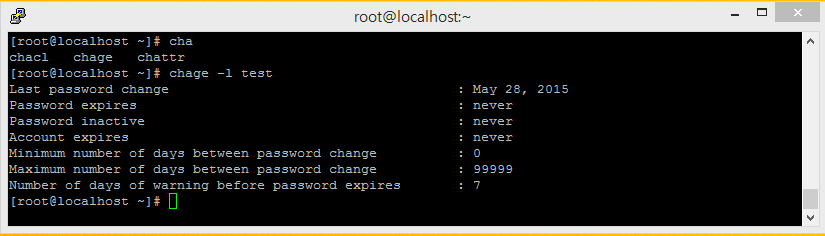 root@localhost:~
[root@localhost ~]# cha
chacl   chage   chattr
[root@localhost ~]# chage -l test
Last password change                                    : May 28, 2015
Password expires                                        : never
Password inactive                                       : never
Account expires                                         : never
Minimum number of days between password change          : 0
Maximum number of days between password change          : 99999
Number of days of warning before password expires       : 7
[root@localhost ~]#